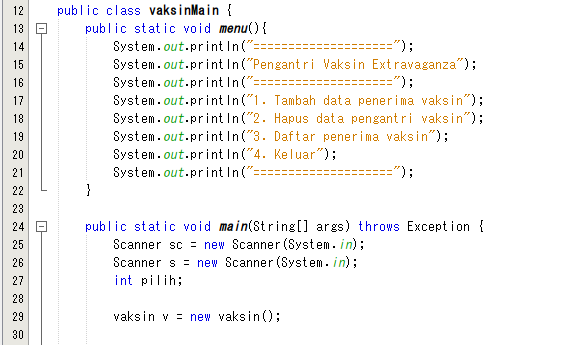 12 public class vaksinMain {
13 public static void menu(){
14 System.out.println("====================");
15 System.out.println("Pengantri Vaksin Extravaganza");
16 System.out.println("====================");
17 System.out.println("1. Tambah data penerima vaksin");
18 System.out.println("2. Hapus data pengantri vaksin");
19 System.out.println("3. Daftar penerima vaksin");
20 System.out.println("4. Keluar");
21 System.out.println("====================");
22 }
23
24 public static void main(String[] args) throws Exception {
25 Scanner sc = new Scanner(System.in);
26 Scanner s = new Scanner(System.in);
27 int pilih;
28
29 vaksin v = new vaksin();
30